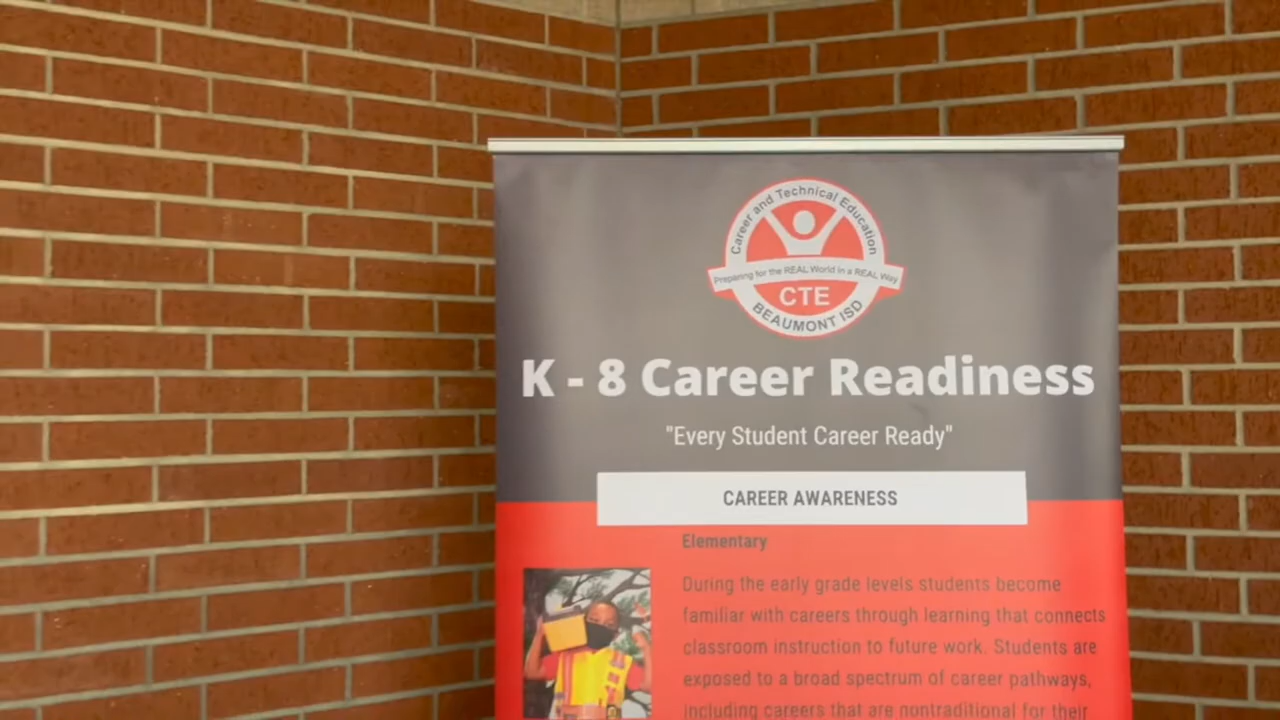 Career and Technical Education
Preparing for the REAL World in a REAL Way
CTE
BEAUMONT ISD
K - 8 Career Readiness
"Every Student Career Ready"
CAREER AWARENESS
Elementary
During the early grade levels students become
familiar with careers through learning that connects
classroom instruction to future work. Students are
exposed to a broad spectrum of career pathways,
including careers that are nontraditional for their